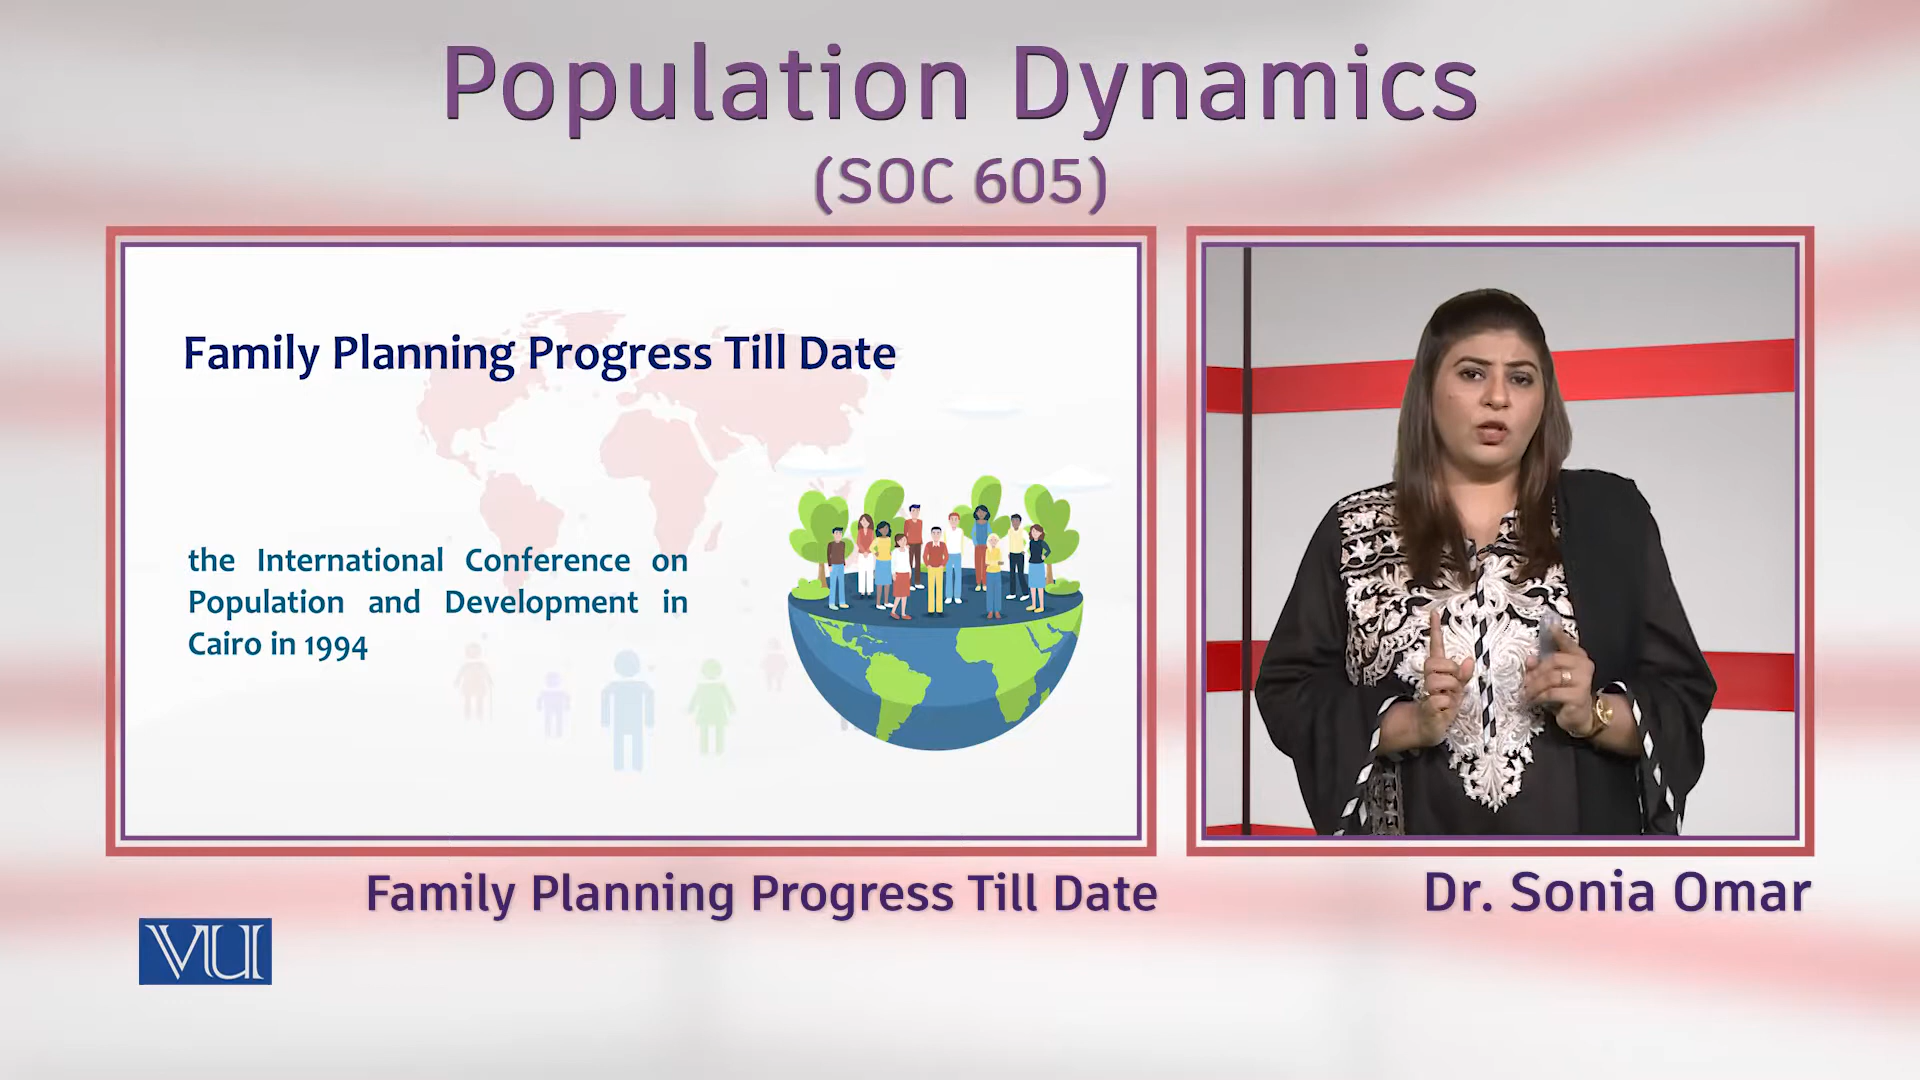 Population Dynamics
(SOC 605)
Family Planning Progress Till Date
the International Conference on
Population and Development in
Cairo in 1994
Family Planning Progress Till Date
Dr. Sonia Omar
VU